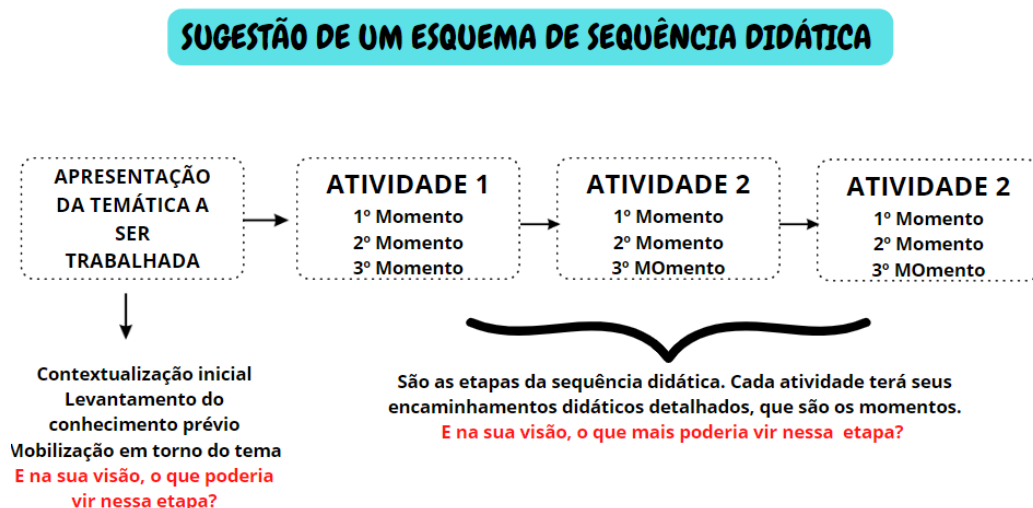 SUGESTÃO DE UM ESQUEMA DE SEQUÊNCIA DIDÁTICA
APRESENTAÇÃO
DA TEMÁTICA A
SER
TRABALHADA
ATIVIDADE 1
1º Momento
2º Momento
3º Momento
ATIVIDADE 2
1º Momento
2º Momento
3º MOmento
ATIVIDADE 2
1º Momento
2º Momento
3º MOmento
Contextualização inicial
Levantamento do
conhecimento prévio
Mobilização em torno do tema
E na sua visão, o que poderia
vir nessa etapa?
São as etapas da sequência didática. Cada atividade terá seus
encaminhamentos didáticos detalhados, que são os momentos.
E na sua visão, o que mais poderia vir nessa etapa?